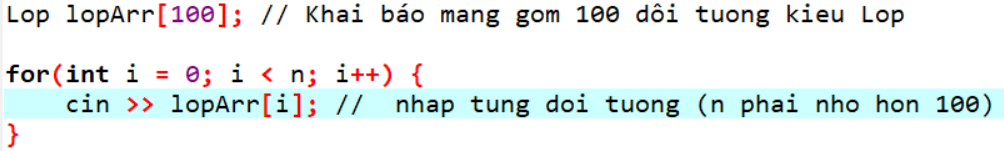 Lop lopArr[100]; // Khai báo mang gom 100 dôi tuong kieu Lop
for(int i = 0; i < n; i++) {
cin >> lopArr[i]; //  nhap tung doi tuong (n phai nho hon 100)
}